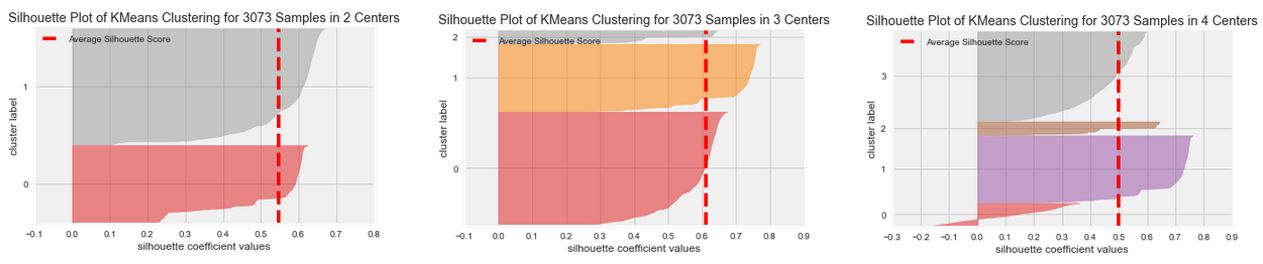 Silhouette Plot of KMeans Clustering for 3073 Samples in 2 Centers
Average Silhouette Score
1
0
cluster label
-0.1 0.0 0.1 0.2 0.3 0.4 0.5 0.6 0.7 0.8
silhouette coefficient values
Silhouette Plot of KMeans Clustering for 3073 Samples in 3 Centers
Average Silhouette Score
2
1
0
cluster label
-0.1 0.0 0.1 0.2 0.3 0.4 0.5 0.6 0.7 0.8 0.9
silhouette coefficient values
Silhouette Plot of KMeans Clustering for 3073 Samples in 4 Centers
Average Silhouette Score
3
2
1
0
cluster label
-0.3 -0.2 -0.1 0.0 0.1 0.2 0.3 0.4 0.5 0.6 0.7 0.8 0.9
silhouette coefficient values